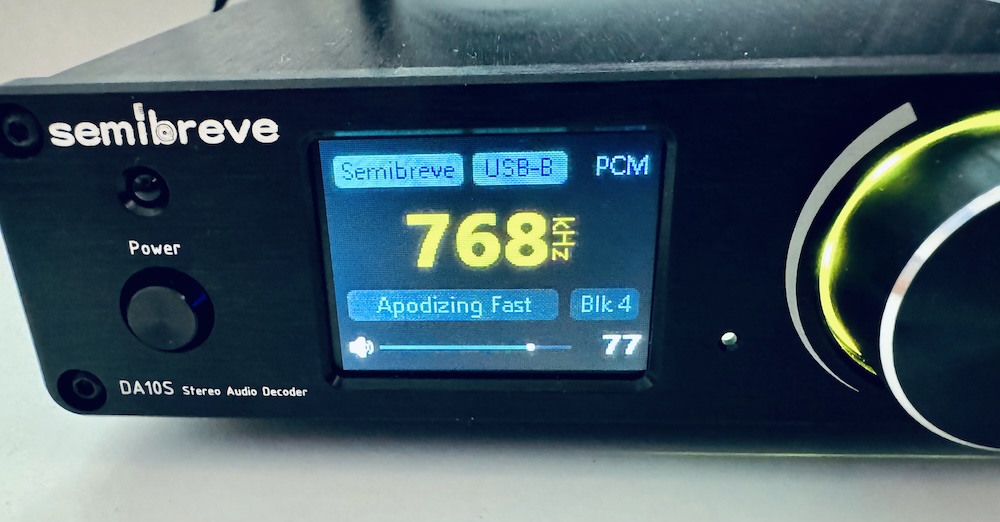 semibreve
Power
DA10S Stereo Audio Decoder
Semibreve USB-B PCM
768 kHz
Apodizing Fast Blk 4
77